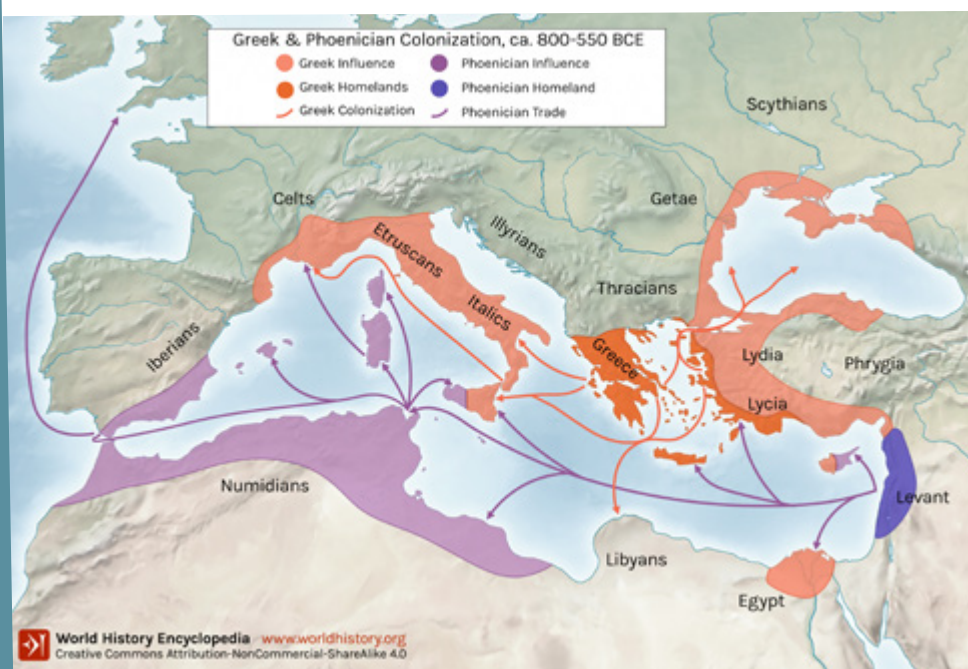 Greek & Phoenician Colonization, ca. 800-550 BCE
Greek Influence
Phoenician Influence
Greek Homelands
Phoenician Homeland
Greek Colonization
Phoenician Trade
Scythians
Celts
Getae
Etruscans
Illyrians
Thracians
Italics
Iberians
Greece
Lydia
Phrygia
Lycia
Numidians
Levant
Libyans
Egypt
World History Encyclopedia www.worldhistory.org
Creative Commons Attribution-NonCommercial-ShareAlike 4.0